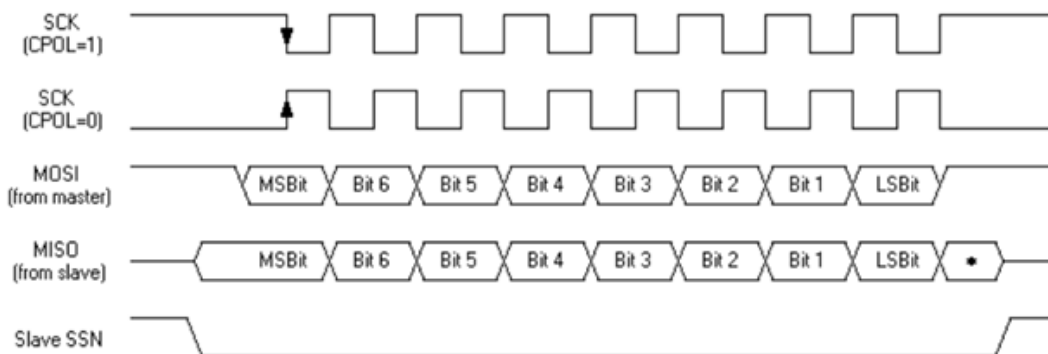 SCK
(CPOL=1)
SCK
(CPOL=0)
MOSI
(from master)
MSBit Bit 6 Bit 5 Bit 4 Bit 3 Bit 2 Bit 1 LSBit
MISO
(from slave)
MSBit Bit 6 Bit 5 Bit 4 Bit 3 Bit 2 Bit 1 LSBit *
Slave SSN